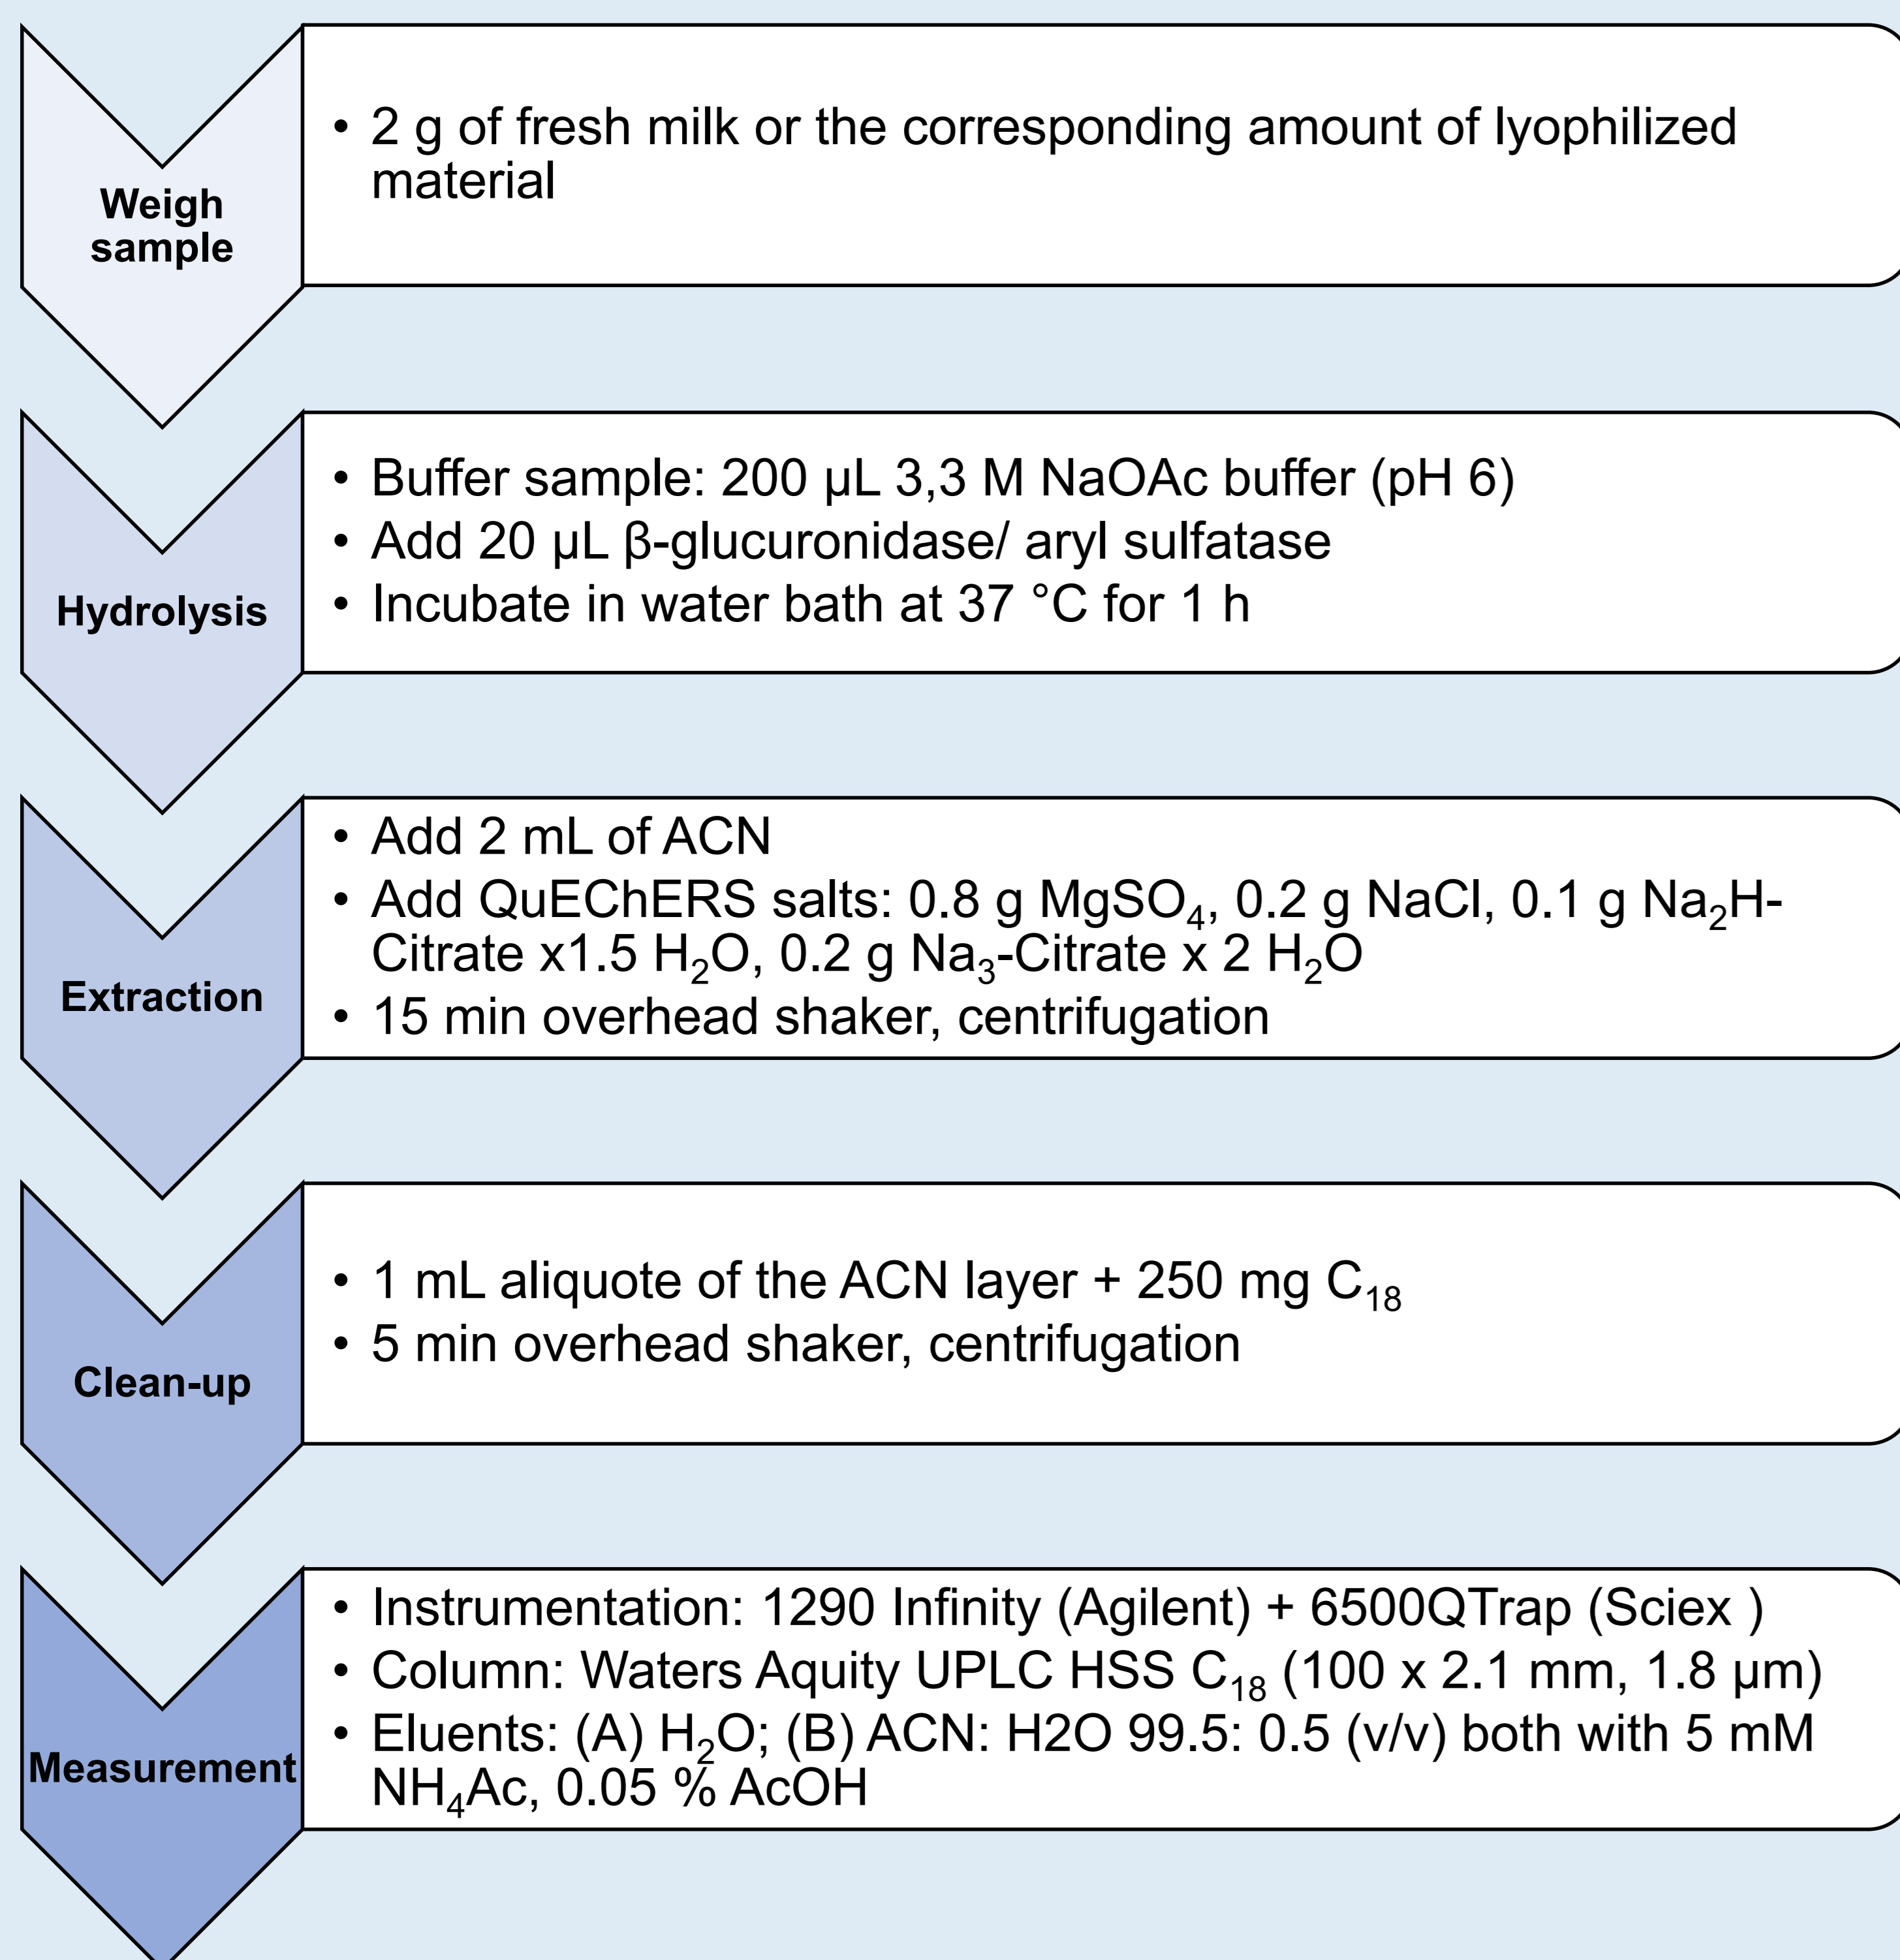 Weigh
sample
• 2 g of fresh milk or the corresponding amount of lyophilized
material
Hydrolysis
• Buffer sample: 200 µL 3,3 M NaOAc buffer (pH 6)
• Add 20 µL β-glucuronidase/ aryl sulfatase
• Incubate in water bath at 37 °C for 1 h
Extraction
• Add 2 mL of ACN
• Add QuEChERS salts: 0.8 g MgSO₄, 0.2 g NaCl, 0.1 g Na₂H-
Citrate x1.5 H₂O, 0.2 g Na₃-Citrate x 2 H₂O
• 15 min overhead shaker, centrifugation
Clean-up
• 1 mL aliquote of the ACN layer + 250 mg C₁₈
• 5 min overhead shaker, centrifugation
Measurement
• Instrumentation: 1290 Infinity (Agilent) + 6500QTrap (Sciex )
• Column: Waters Aquity UPLC HSS C₁₈ (100 x 2.1 mm, 1.8 µm)
• Eluents: (A) H₂O; (B) ACN: H2O 99.5: 0.5 (v/v) both with 5 mM
NH₄Ac, 0.05 % AcOH